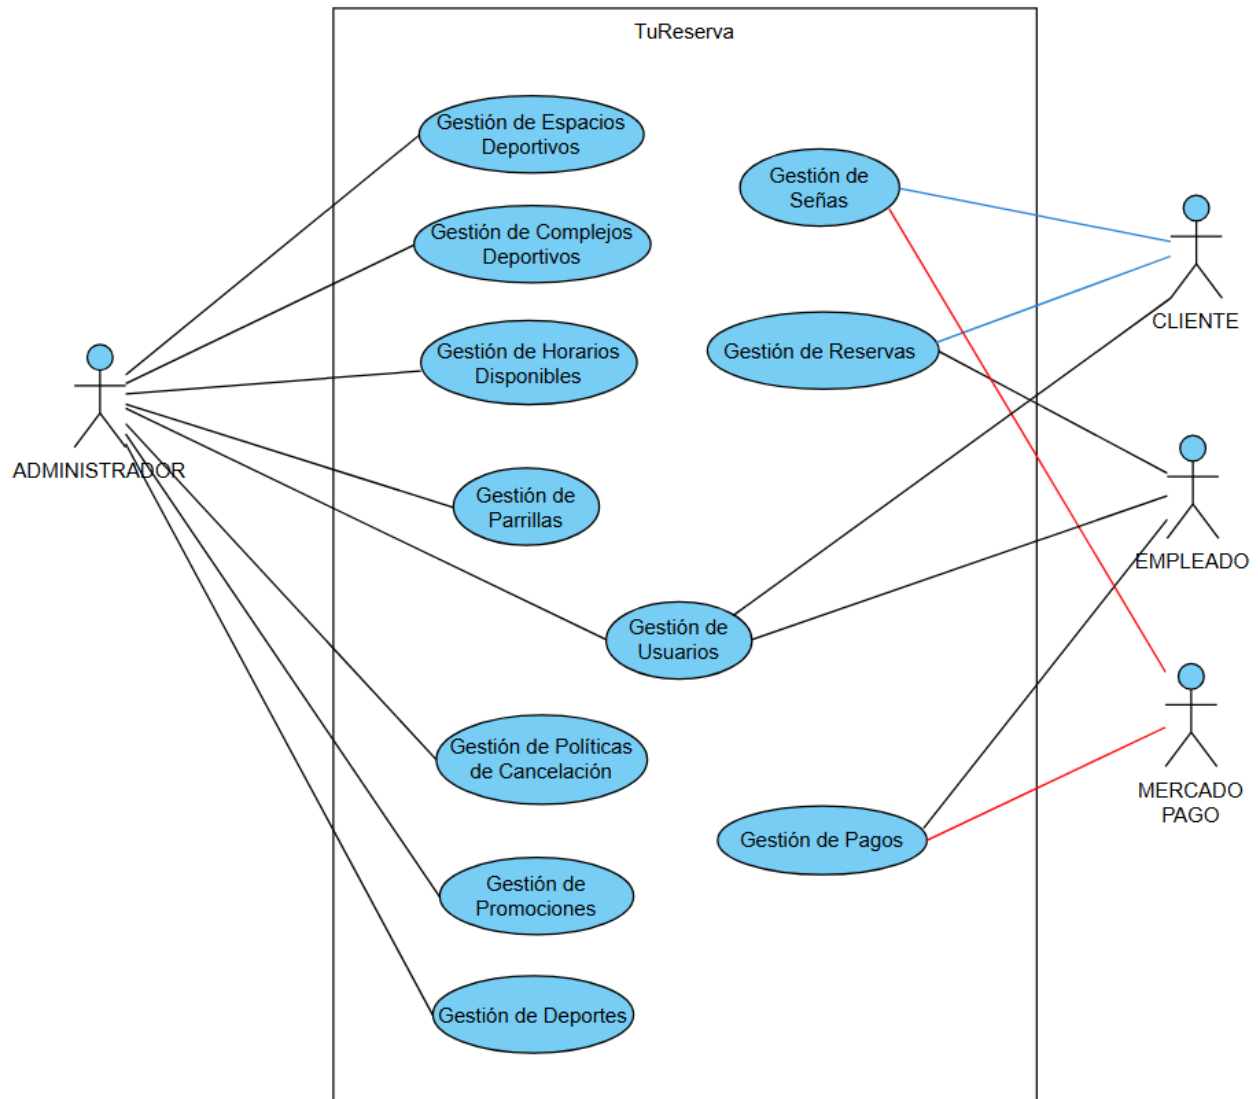 TuReserva
Gestión de Espacios
Deportivos
Gestión de
Señas
Gestión de Complejos
Deportivos
CLIENTE
Gestión de Horarios
Disponibles
Gestión de Reservas
ADMINISTRADOR
Gestión de
Parrillas
EMPLEADO
Gestión de
Usuarios
Gestión de Políticas
de Cancelación
MERCADO
PAGO
Gestión de Pagos
Gestión de
Promociones
Gestión de Deportes